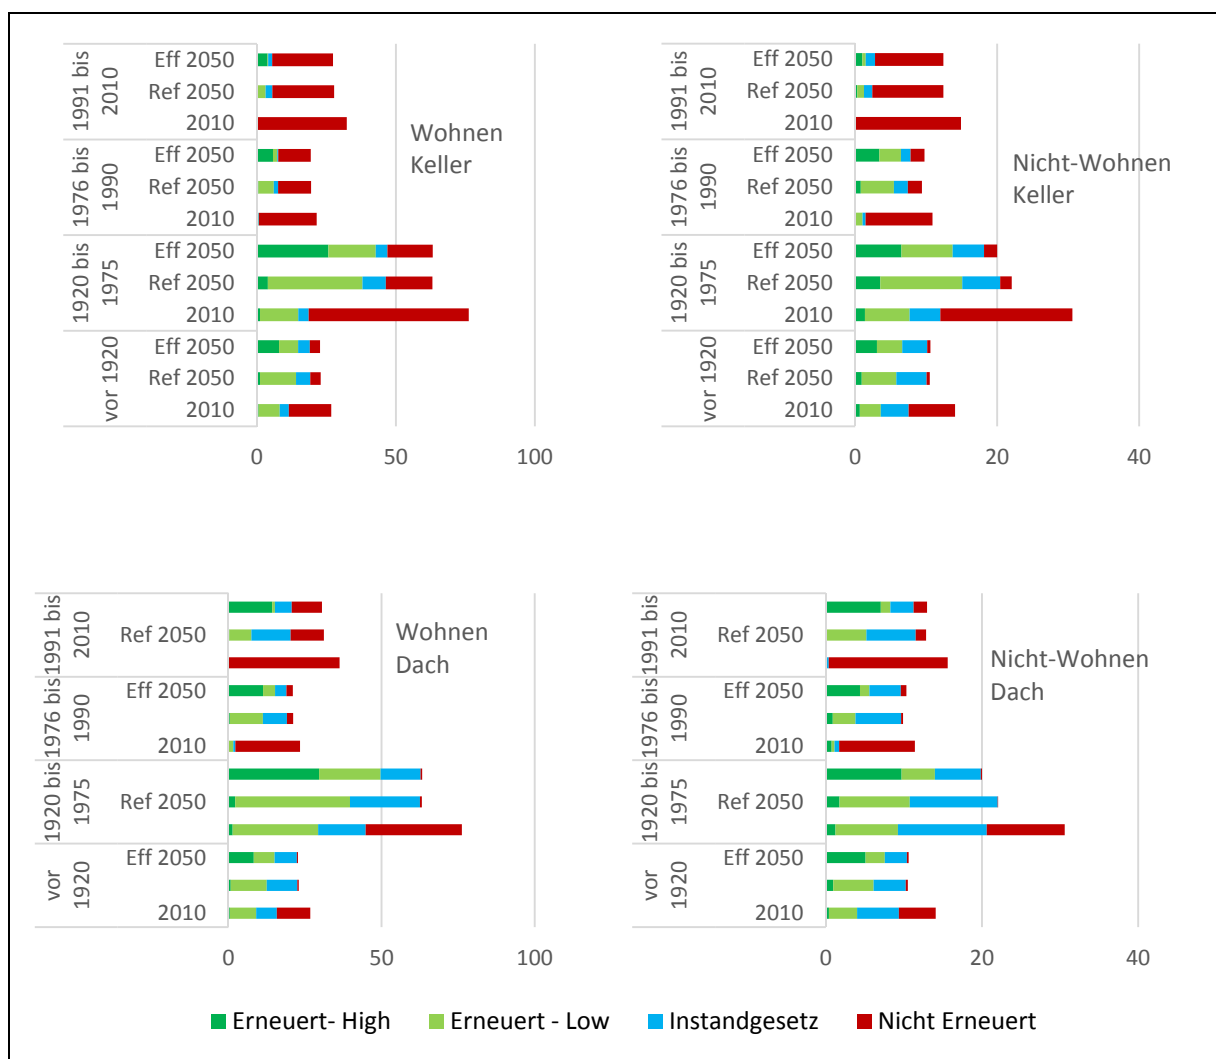 1991 bis
2010
Eff 2050
Ref 2050
2010
1976 bis
1990
Eff 2050
Ref 2050
2010
1920 bis
1975
Eff 2050
Ref 2050
2010
vor 1920
Eff 2050
Ref 2050
2010
0
50
100
Wohnen
Keller
1991 bis
2010
Eff 2050
Ref 2050
2010
1976 bis
1990
Eff 2050
Ref 2050
2010
1920 bis
1975
Eff 2050
Ref 2050
2010
vor 1920
Eff 2050
Ref 2050
2010
0
20
40
Nicht-Wohnen
Keller
1991 bis
2010
Ref 2050
1976 bis
1990
Eff 2050
2010
1920 bis
1975
Ref 2050
vor
1920
Eff 2050
2010
0
50
100
Wohnen
Dach
1991 bis
2010
Ref 2050
1976 bis
1990
Eff 2050
2010
1920 bis
1975
Ref 2050
vor
1920
Eff 2050
2010
0
20
40
Nicht-Wohnen
Dach
Erneuert- High
Erneuert - Low
Instandgesetz
Nicht Erneuert